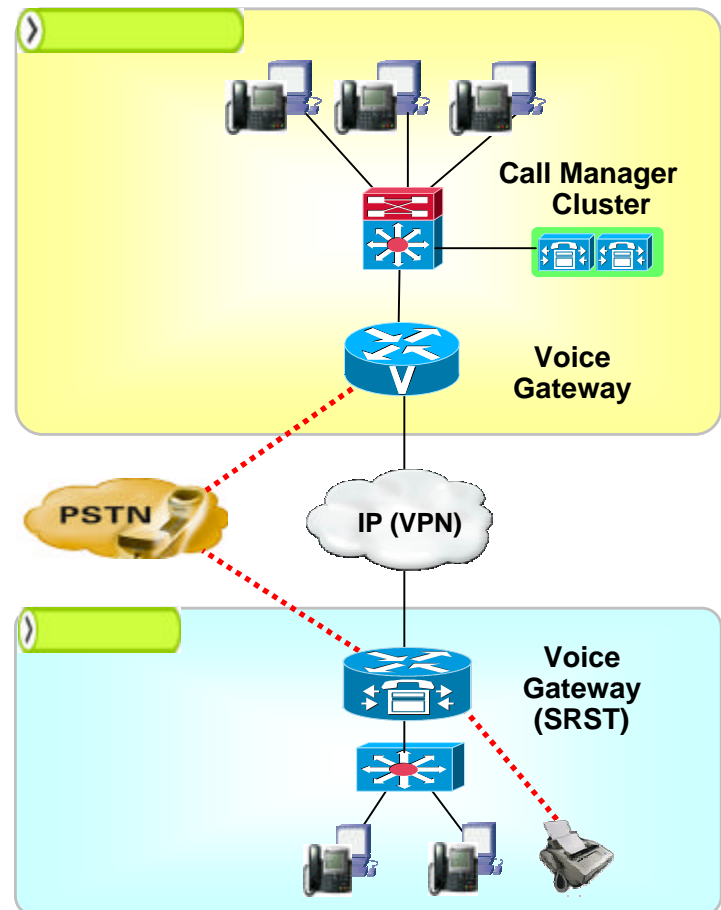 Call Manager
Cluster
Voice
Gateway
V
PSTN
IP (VPN)
Voice
Gateway
(SRST)